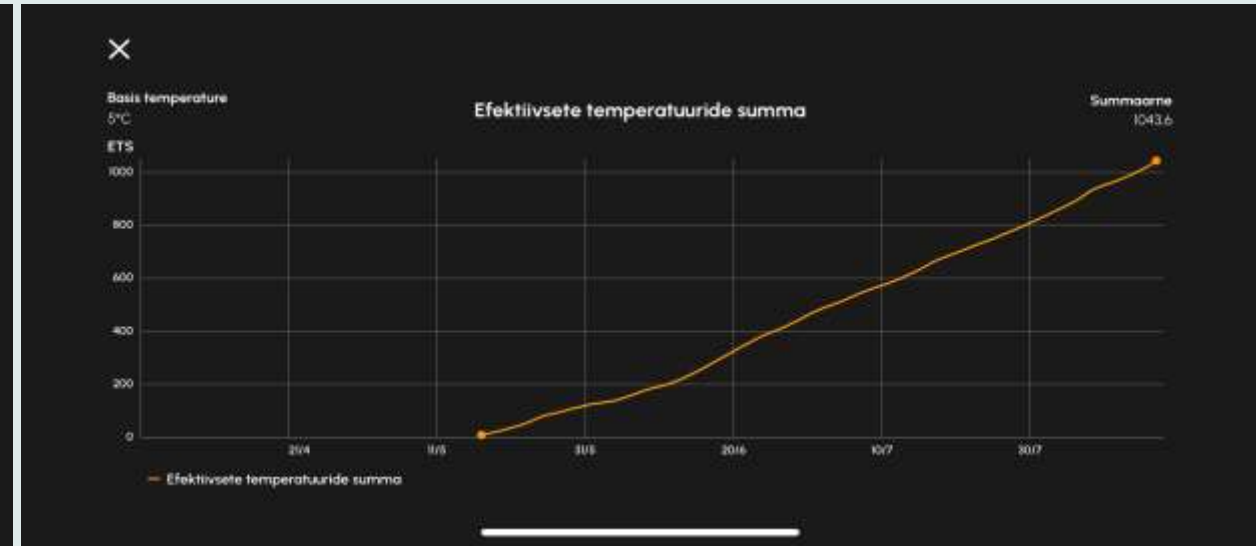 Basis temperature
5°C
Efektiivsete temperatuuride summa
Summaarne
1043.6
ETS
1000
800
600
400
200
0
21/4
11/5
31/5
20/6
10/7
30/7
Efektiivsete temperatuuride summa